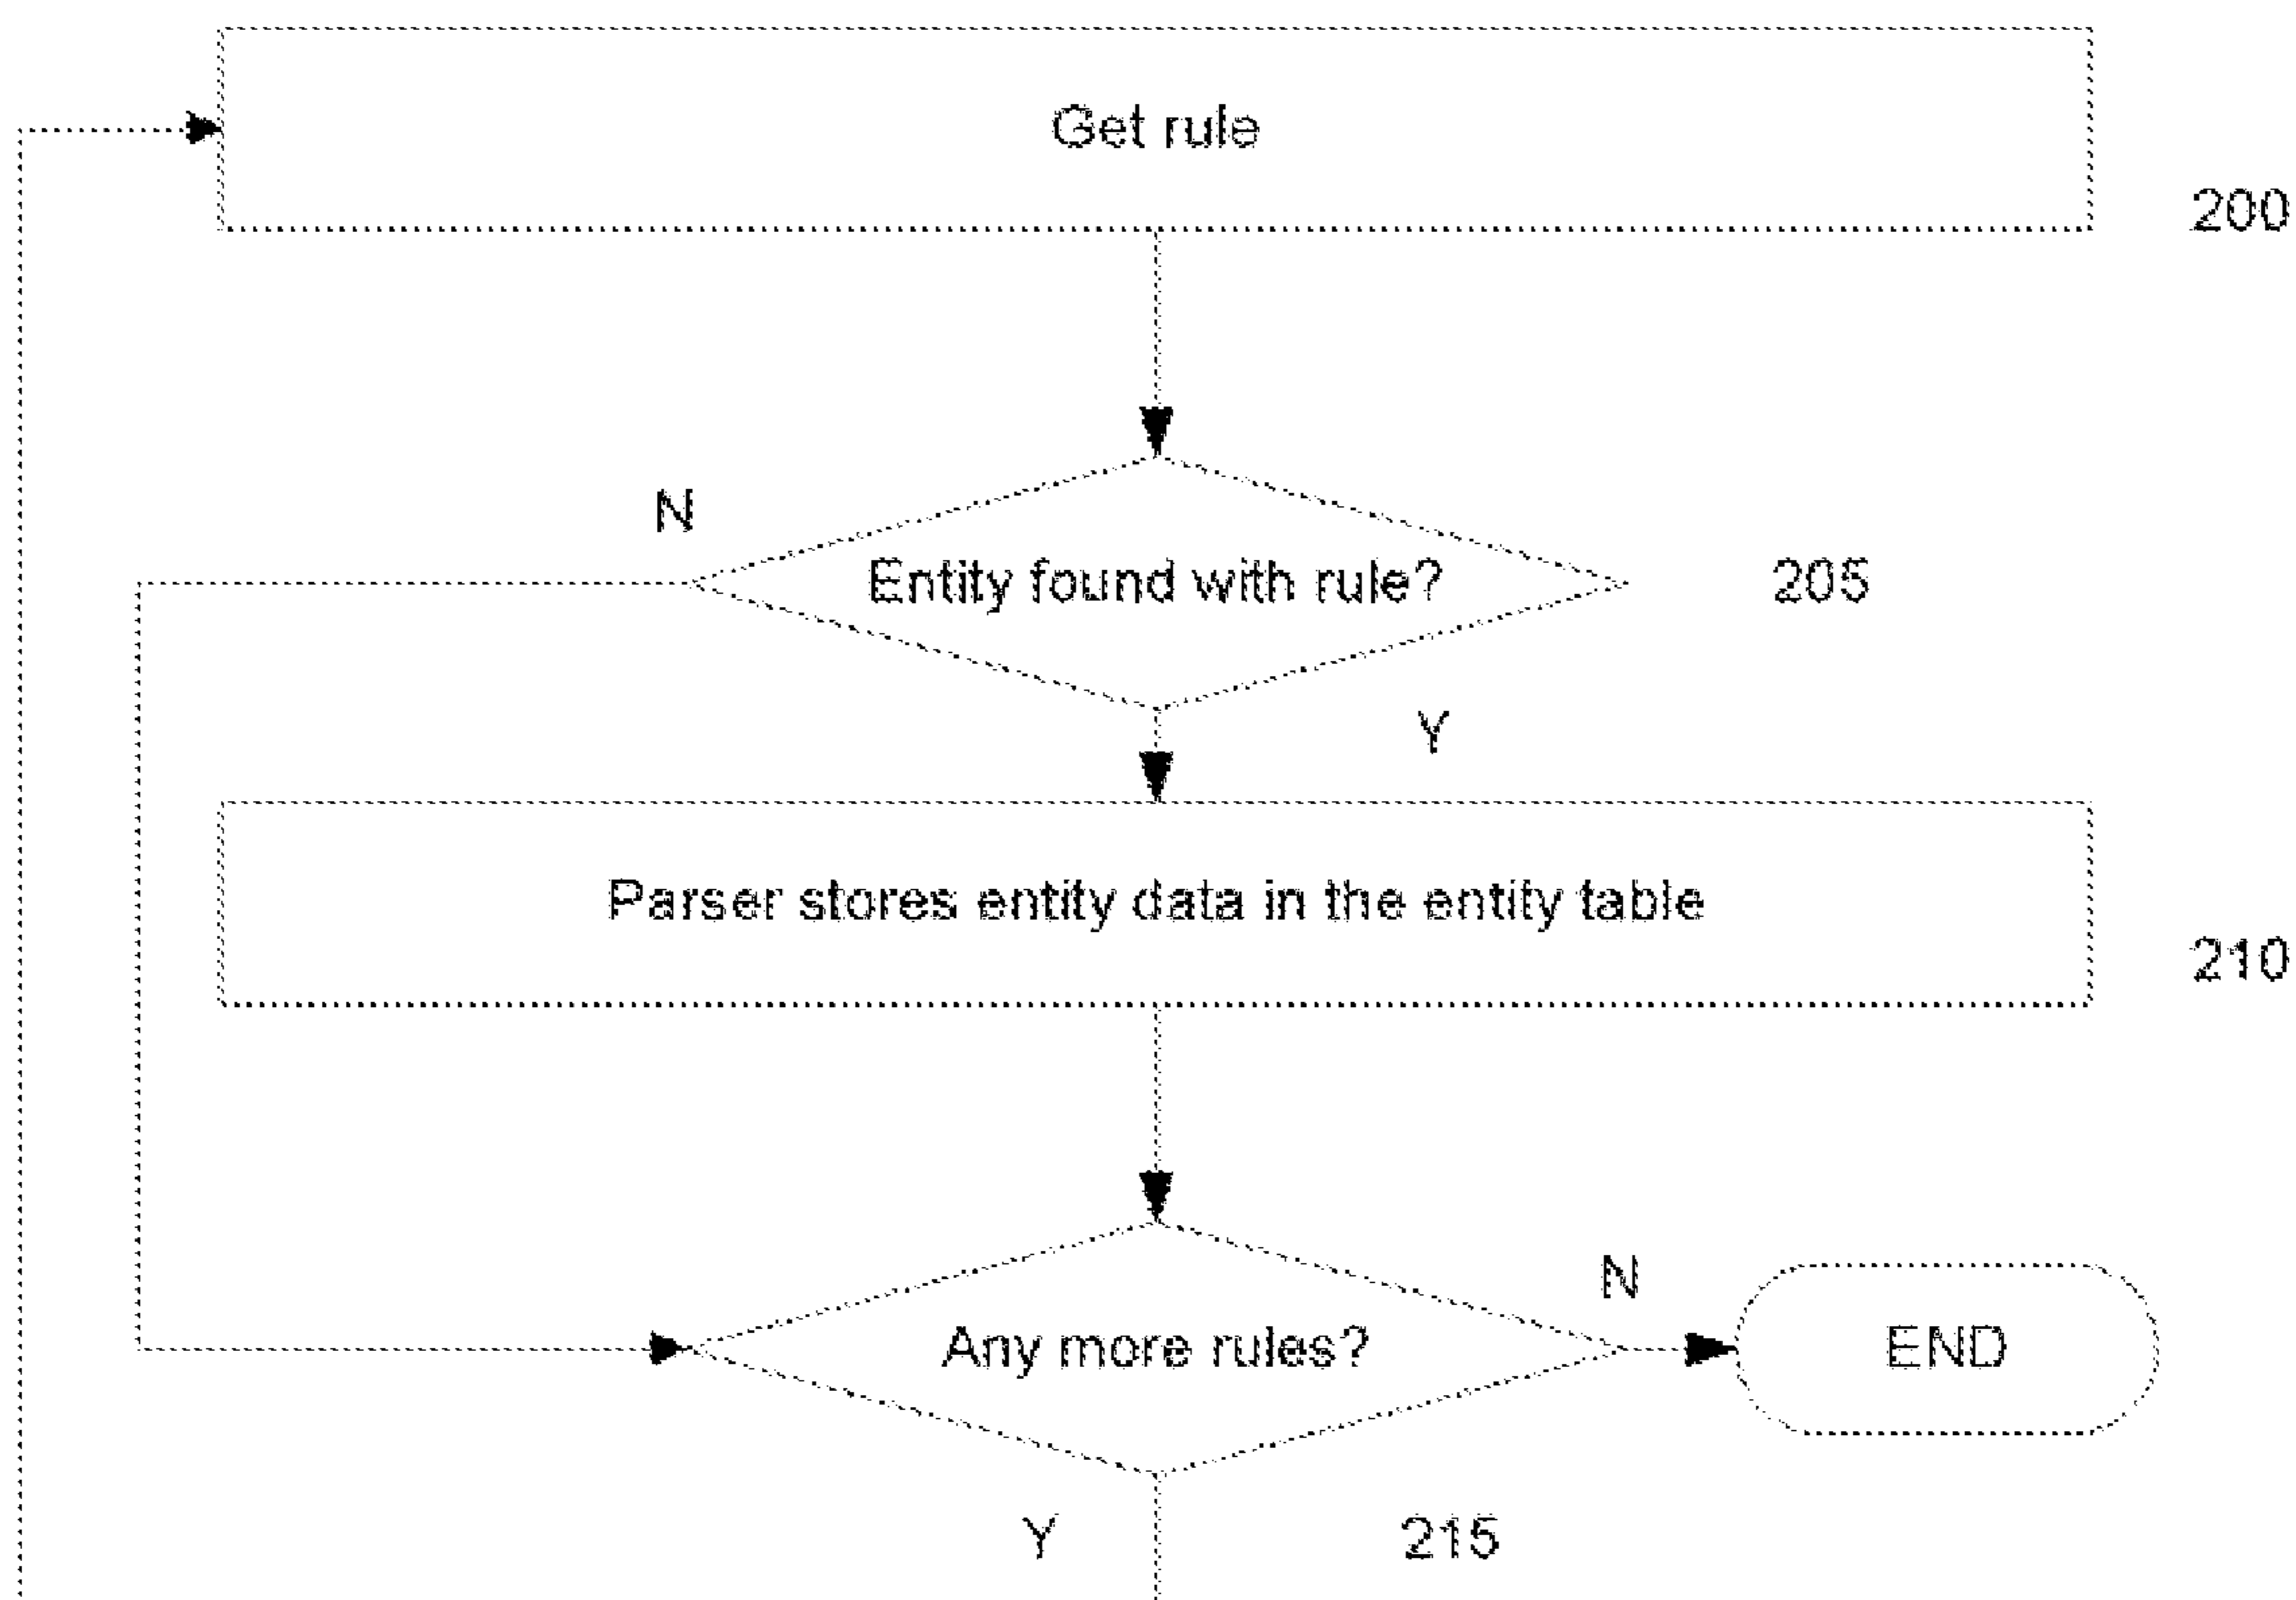 Get rule
200
N
Entity found with rule?
205
Y
Parser stores entity data in the entity table
210
N
Any more rules?
END
Y
215